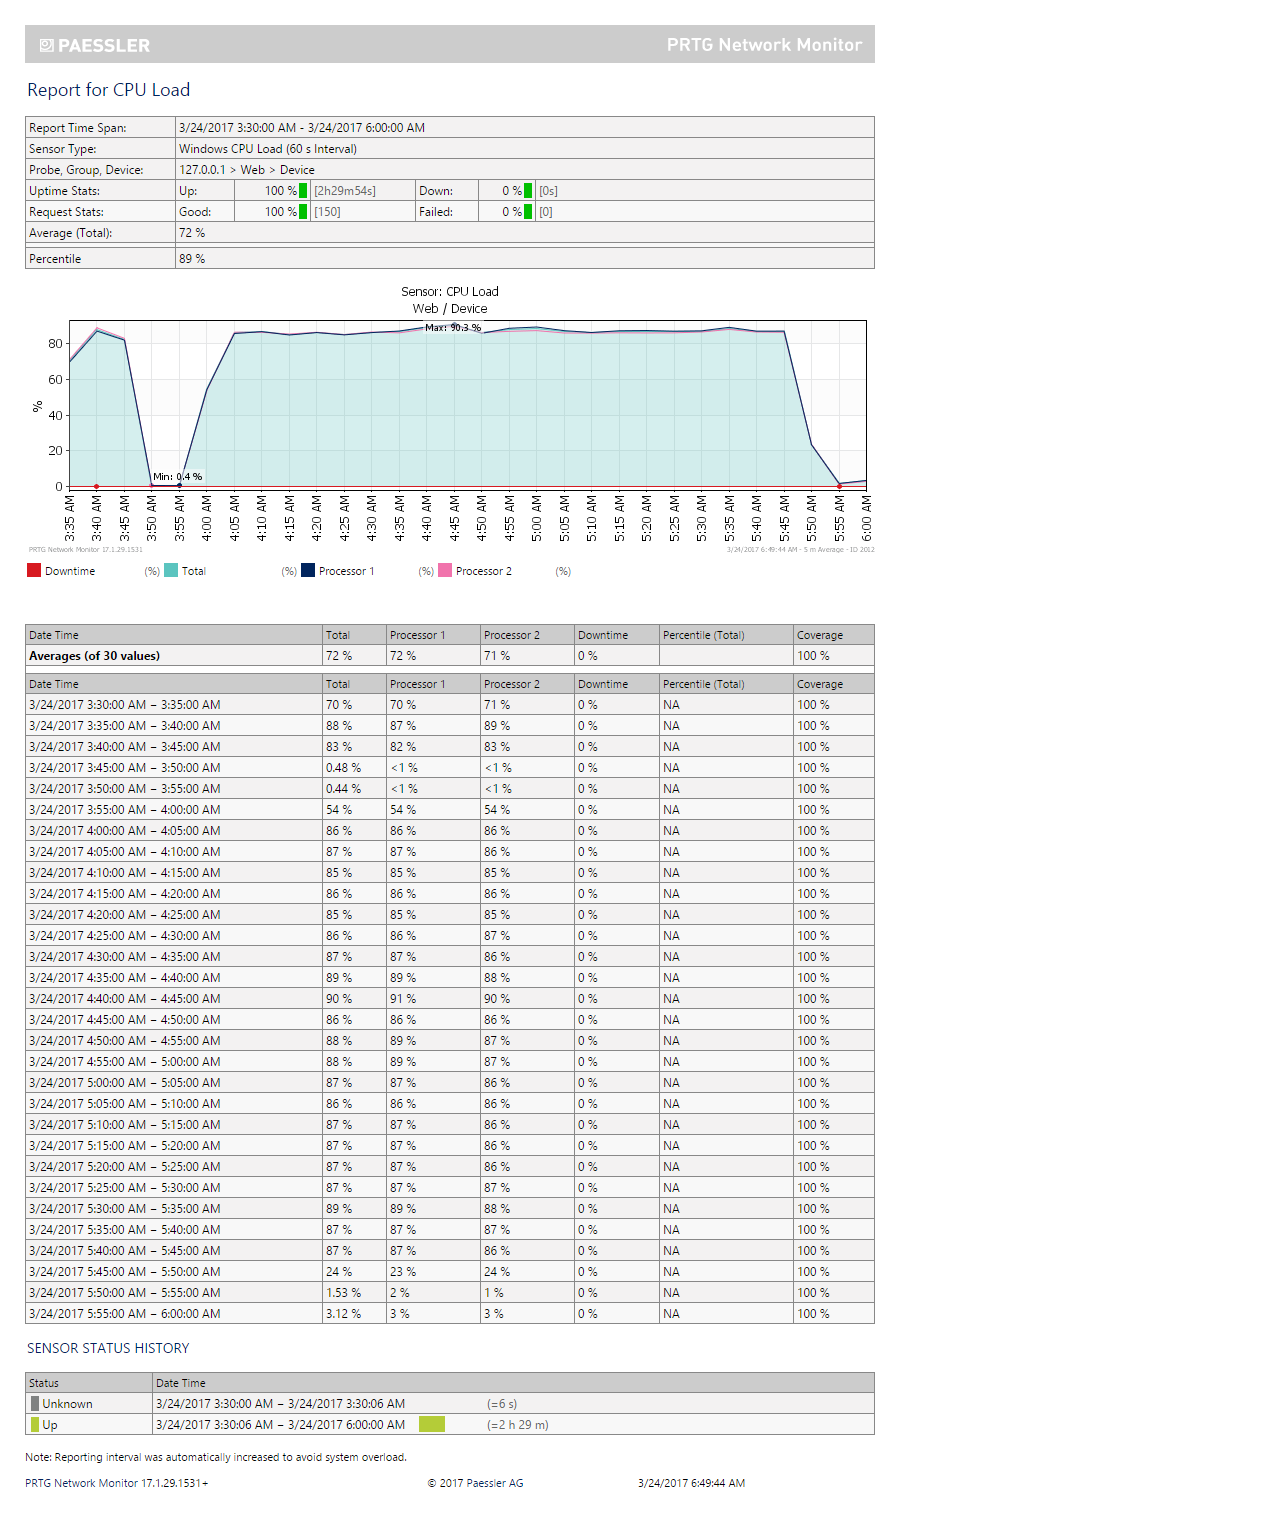 PAESSLER PRTG Network Monitor
Report for CPU Load
Report Time Span: 3/24/2017 3:30:00 AM - 3/24/2017 6:00:00 AM
Sensor Type: Windows CPU Load (60 s Interval)
Probe, Group, Device: 127.0.0.1 > Web > Device
Uptime Stats: Up: 100 % [2h29m54s] Down: 0 % [0s]
Request Stats: Good: 100 % [150] Failed: 0 % [0]
Average (Total): 72 %
Percentile 89 %
Sensor: CPU Load
Web / Device
Max: 90.3 %
80
60
%
40
20
Min: 0.4 %
0
3:35 AM 3:40 AM 3:45 AM 3:50 AM 3:55 AM 4:00 AM 4:05 AM 4:10 AM 4:15 AM 4:20 AM 4:25 AM 4:30 AM 4:35 AM 4:40 AM 4:45 AM 4:50 AM 4:55 AM 5:00 AM 5:05 AM 5:10 AM 5:15 AM 5:20 AM 5:25 AM 5:30 AM 5:35 AM 5:40 AM 5:45 AM 5:50 AM 5:55 AM 6:00 AM
PRTG Network Monitor 17.1.29.1531 3/24/2017 6:49:44 AM - 5 m Average - ID 2012
Downtime (%) Total (%) Processor 1 (%) Processor 2 (%)
Date Time Total Processor 1 Processor 2 Downtime Percentile (Total) Coverage
Averages (of 30 values) 72 % 72 % 71 % 0 % 100 %
Date Time Total Processor 1 Processor 2 Downtime Percentile (Total) Coverage
3/24/2017 3:30:00 AM – 3:35:00 AM 70 % 70 % 71 % 0 % NA 100 %
3/24/2017 3:35:00 AM – 3:40:00 AM 88 % 87 % 89 % 0 % NA 100 %
3/24/2017 3:40:00 AM – 3:45:00 AM 83 % 82 % 83 % 0 % NA 100 %
3/24/2017 3:45:00 AM – 3:50:00 AM 0.48 % <1 % <1 % 0 % NA 100 %
3/24/2017 3:50:00 AM – 3:55:00 AM 0.44 % <1 % <1 % 0 % NA 100 %
3/24/2017 3:55:00 AM – 4:00:00 AM 54 % 54 % 54 % 0 % NA 100 %
3/24/2017 4:00:00 AM – 4:05:00 AM 86 % 86 % 86 % 0 % NA 100 %
3/24/2017 4:05:00 AM – 4:10:00 AM 87 % 87 % 86 % 0 % NA 100 %
3/24/2017 4:10:00 AM – 4:15:00 AM 85 % 85 % 85 % 0 % NA 100 %
3/24/2017 4:15:00 AM – 4:20:00 AM 86 % 86 % 86 % 0 % NA 100 %
3/24/2017 4:20:00 AM – 4:25:00 AM 85 % 85 % 85 % 0 % NA 100 %
3/24/2017 4:25:00 AM – 4:30:00 AM 86 % 86 % 87 % 0 % NA 100 %
3/24/2017 4:30:00 AM – 4:35:00 AM 87 % 87 % 86 % 0 % NA 100 %
3/24/2017 4:35:00 AM – 4:40:00 AM 89 % 89 % 88 % 0 % NA 100 %
3/24/2017 4:40:00 AM – 4:45:00 AM 90 % 91 % 90 % 0 % NA 100 %
3/24/2017 4:45:00 AM – 4:50:00 AM 86 % 86 % 86 % 0 % NA 100 %
3/24/2017 4:50:00 AM – 4:55:00 AM 88 % 89 % 87 % 0 % NA 100 %
3/24/2017 4:55:00 AM – 5:00:00 AM 88 % 89 % 87 % 0 % NA 100 %
3/24/2017 5:00:00 AM – 5:05:00 AM 87 % 87 % 86 % 0 % NA 100 %
3/24/2017 5:05:00 AM – 5:10:00 AM 86 % 86 % 86 % 0 % NA 100 %
3/24/2017 5:10:00 AM – 5:15:00 AM 87 % 87 % 86 % 0 % NA 100 %
3/24/2017 5:15:00 AM – 5:20:00 AM 87 % 87 % 86 % 0 % NA 100 %
3/24/2017 5:20:00 AM – 5:25:00 AM 87 % 87 % 86 % 0 % NA 100 %
3/24/2017 5:25:00 AM – 5:30:00 AM 87 % 87 % 87 % 0 % NA 100 %
3/24/2017 5:30:00 AM – 5:35:00 AM 89 % 89 % 88 % 0 % NA 100 %
3/24/2017 5:35:00 AM – 5:40:00 AM 87 % 87 % 87 % 0 % NA 100 %
3/24/2017 5:40:00 AM – 5:45:00 AM 87 % 87 % 86 % 0 % NA 100 %
3/24/2017 5:45:00 AM – 5:50:00 AM 24 % 23 % 24 % 0 % NA 100 %
3/24/2017 5:50:00 AM – 5:55:00 AM 1.53 % 2 % 1 % 0 % NA 100 %
3/24/2017 5:55:00 AM – 6:00:00 AM 3.12 % 3 % 3 % 0 % NA 100 %
SENSOR STATUS HISTORY
Status Date Time
Unknown 3/24/2017 3:30:00 AM – 3/24/2017 3:30:06 AM (=6 s)
Up 3/24/2017 3:30:06 AM – 3/24/2017 6:00:00 AM (=2 h 29 m)
Note: Reporting interval was automatically increased to avoid system overload.
PRTG Network Monitor 17.1.29.1531+ © 2017 Paessler AG 3/24/2017 6:49:44 AM